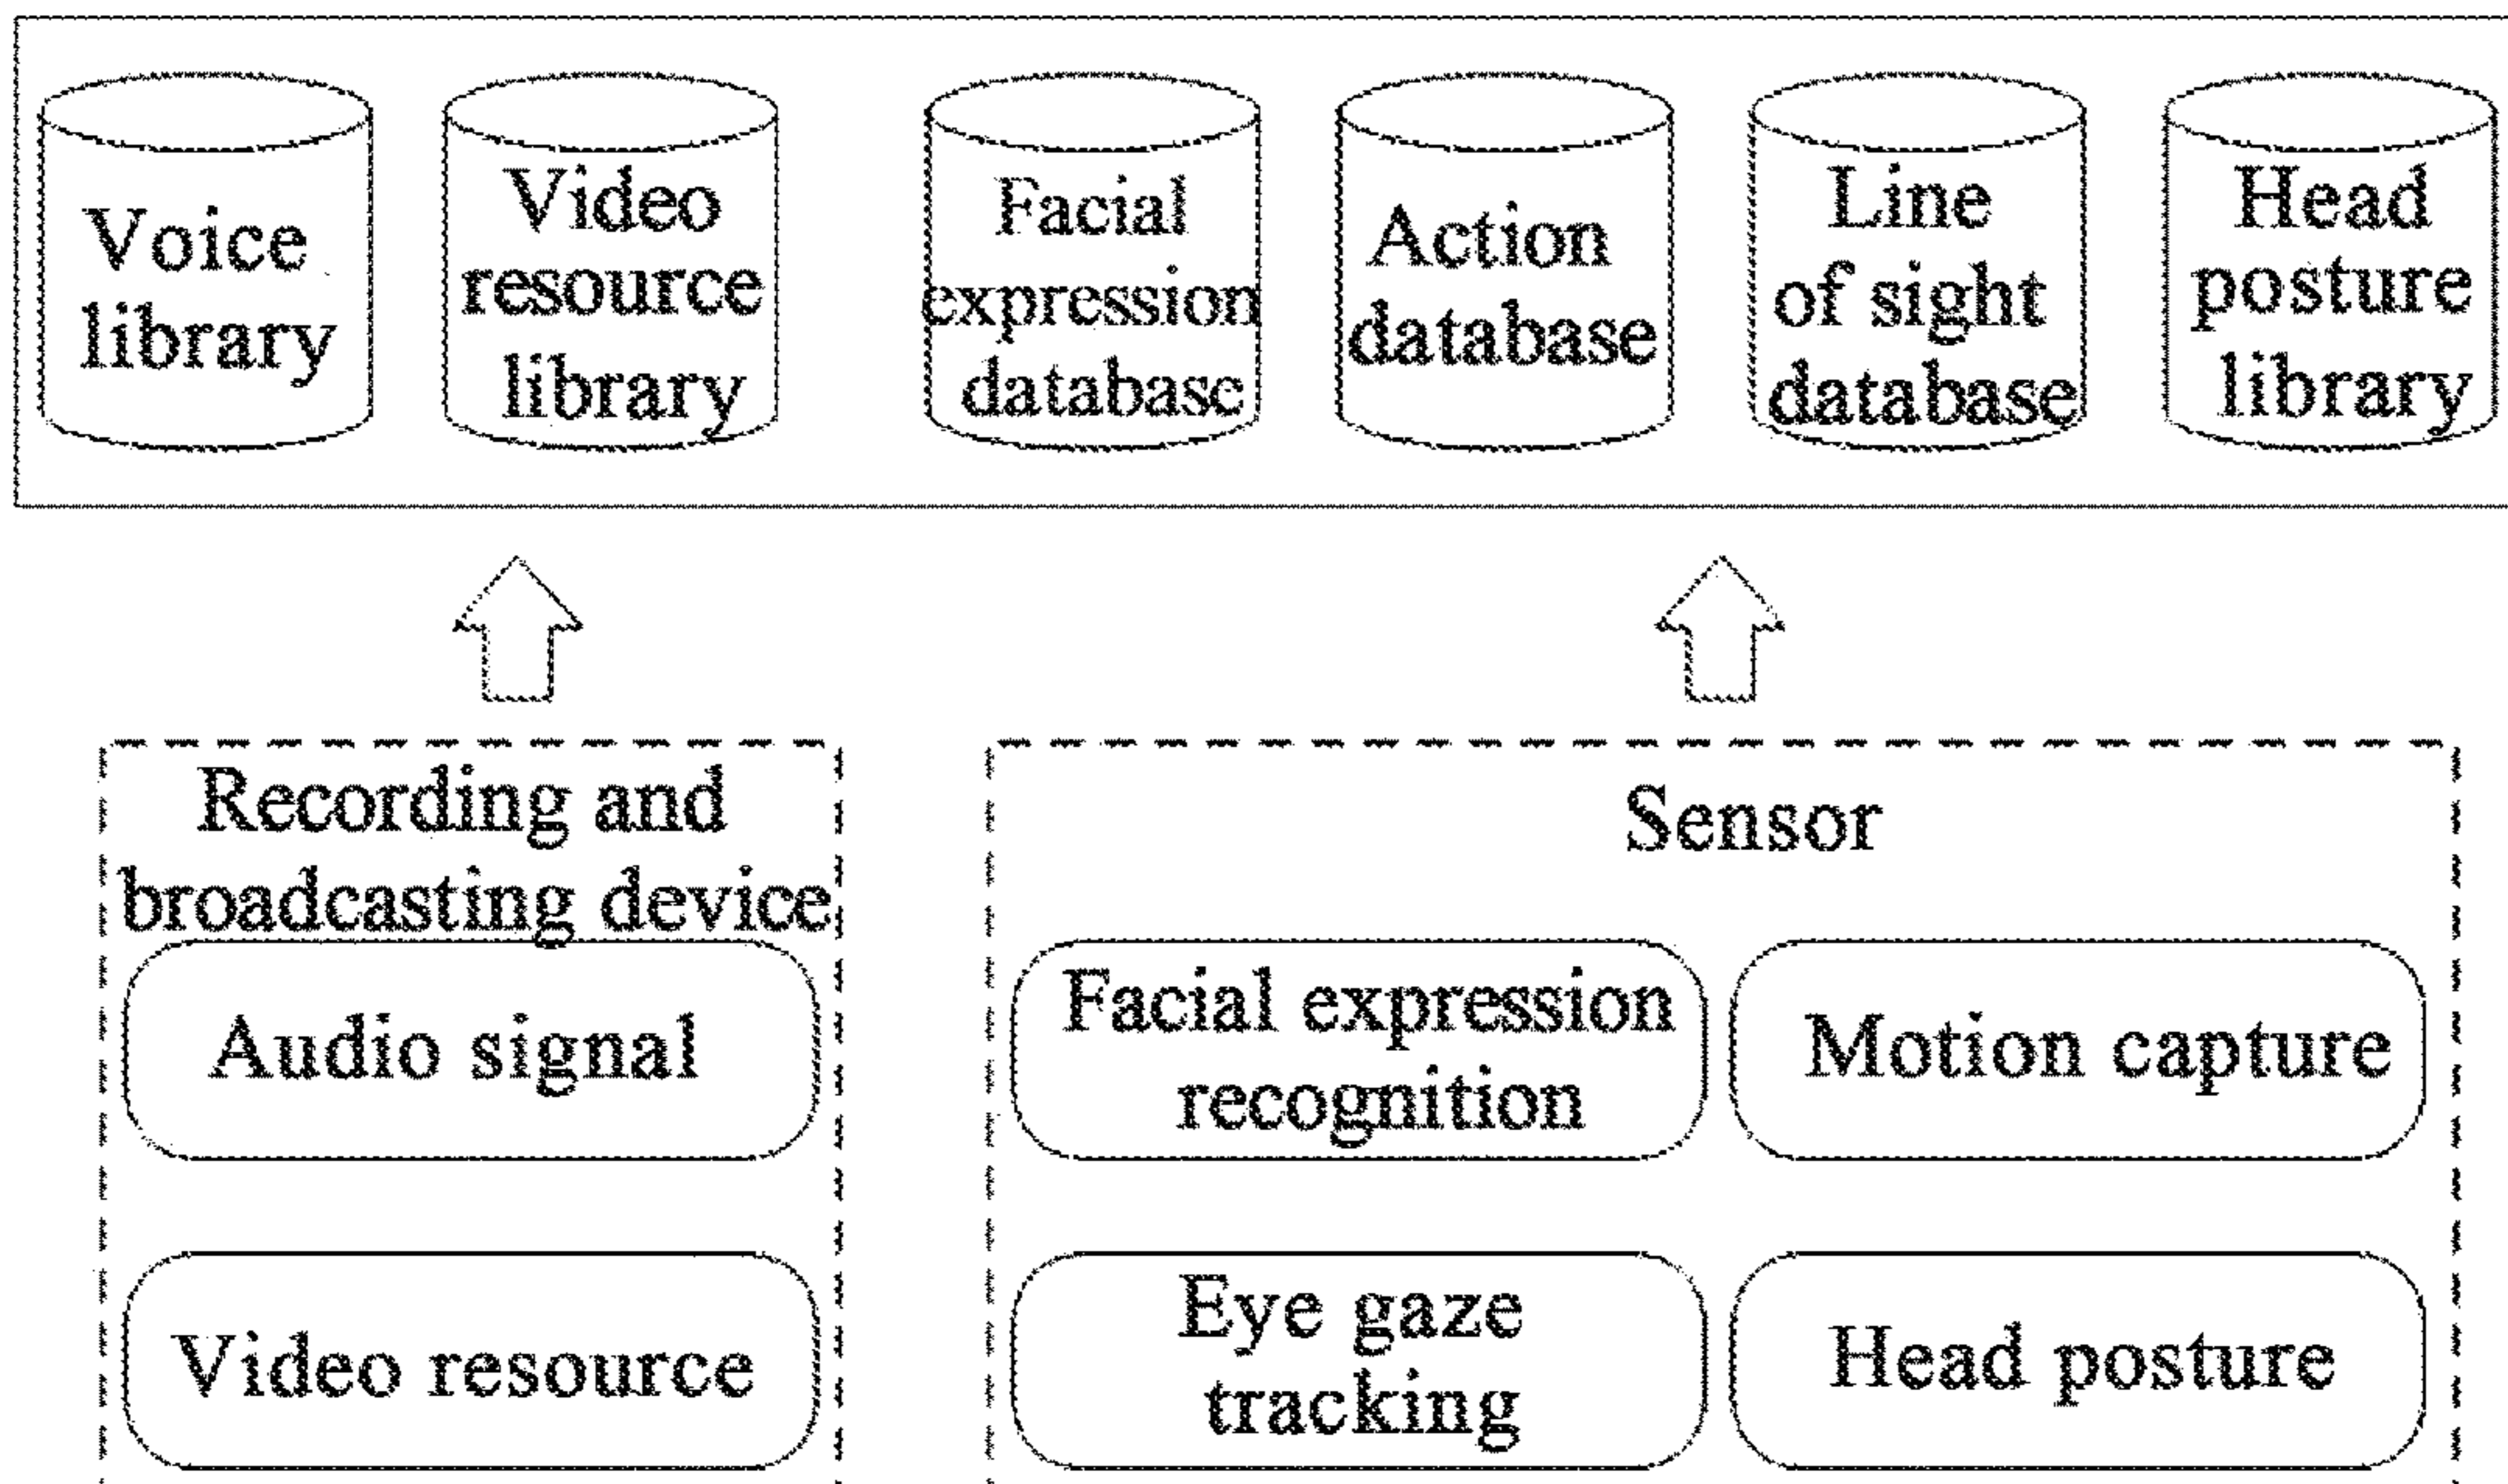 Voice
library
Video
resource
library
Facial
expression
database
Action
database
Line
of sight
database
Head
posture
library
Recording and
broadcasting device
Audio signal
Video resource
Sensor
Facial expression
recognition
Motion capture
Eye gaze
tracking
Head posture